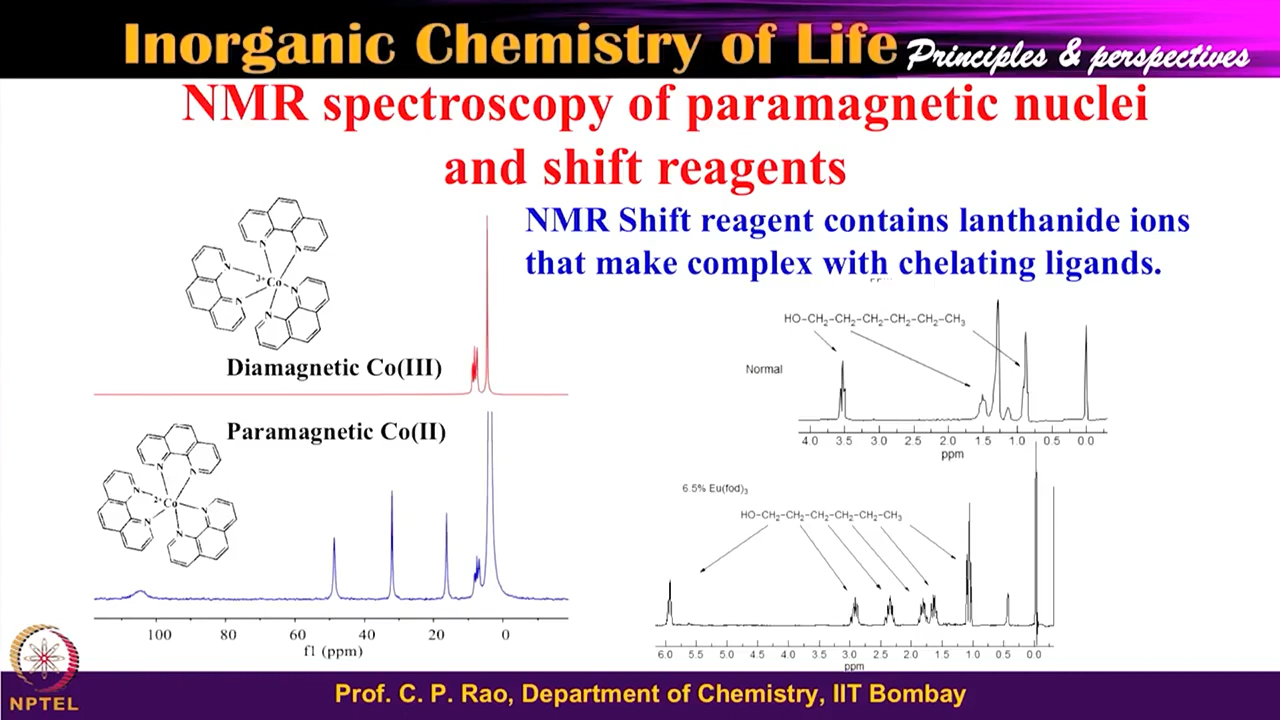 Inorganic Chemistry of Life Principles & perspectives
NMR spectroscopy of paramagnetic nuclei
and shift reagents
NMR Shift reagent contains lanthanide ions
that make complex with chelating ligands.
N
N
N
3+
Co
N
N
N
Diamagnetic Co(III)
Paramagnetic Co(II)
N
N
N
2+
Co
N
N
N
100 80 60 40 20 0
f1 (ppm)
HO-CH2-CH2-CH2-CH2-CH2-CH3
Normal
4.0 3.5 3.0 2.5 2.0 1.5 1.0 0.5 0.0
ppm
6.5% Eu(fod)3
HO-CH2-CH2-CH2-CH2-CH2-CH3
6.0 5.5 5.0 4.5 4.0 3.5 3.0 2.5 2.0 1.5 1.0 0.5 0.0
ppm
NPTEL
Prof. C. P. Rao, Department of Chemistry, IIT Bombay